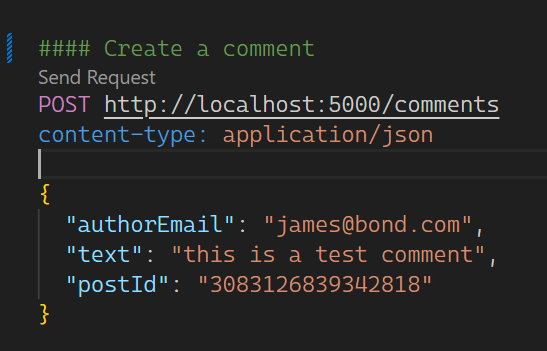 #### Create a comment
Send Request
POST http://localhost:5000/comments
content-type: application/json
{
"authorEmail": "james@bond.com",
"text": "this is a test comment",
"postId": "3083126839342818"
}